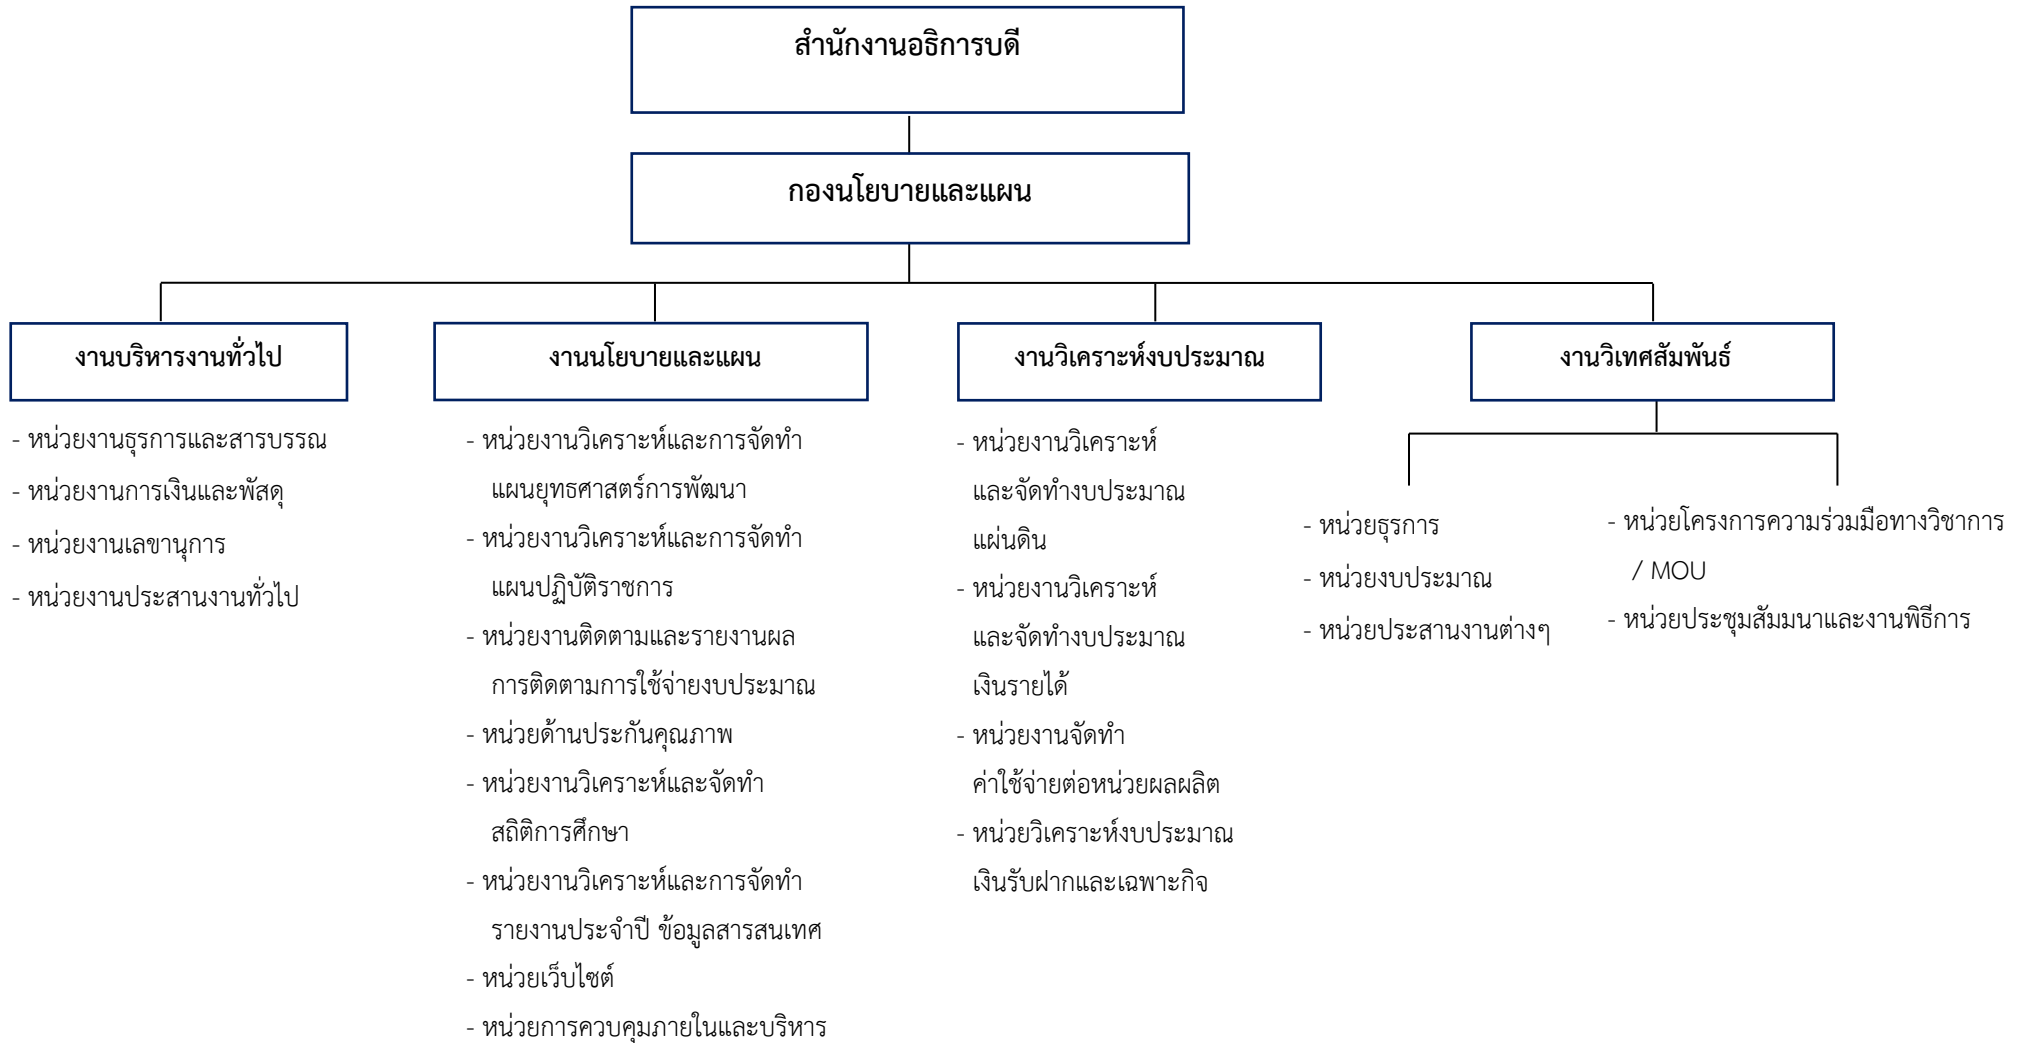 สำนักงานอธิการบดี
กองนโยบายและแผน
งานบริหารงานทั่วไป
- หน่วยงานธุรการและสารบรรณ
- หน่วยงานการเงินและพัสดุ
- หน่วยงานเลขานุการ
- หน่วยงานประสานงานทั่วไป
งานนโยบายและแผน
- หน่วยงานวิเคราะห์และการจัดทำ
แผนยุทธศาสตร์การพัฒนา
- หน่วยงานวิเคราะห์และการจัดทำ
แผนปฏิบัติราชการ
- หน่วยงานติดตามและรายงานผล
การติดตามการใช้จ่ายงบประมาณ
- หน่วยด้านประกันคุณภาพ
- หน่วยงานวิเคราะห์และจัดทำ
สถิติการศึกษา
- หน่วยงานวิเคราะห์และการจัดทำ
รายงานประจำปี ข้อมูลสารสนเทศ
- หน่วยเว็บไซต์
- หน่วยการควบคุมภายในและบริหาร
งานวิเคราะห์งบประมาณ
- หน่วยงานวิเคราะห์
และจัดทำงบประมาณ
แผ่นดิน
- หน่วยงานวิเคราะห์
และจัดทำงบประมาณ
เงินรายได้
- หน่วยงานจัดทำ
ค่าใช้จ่ายต่อหน่วยผลผลิต
- หน่วยวิเคราะห์งบประมาณ
เงินรับฝากและเฉพาะกิจ
งานวิเทศสัมพันธ์
- หน่วยธุรการ
- หน่วยงบประมาณ
- หน่วยประสานงานต่างๆ
- หน่วยโครงการความร่วมมือทางวิชาการ
/ MOU
- หน่วยประชุมสัมมนาและงานพิธีการ